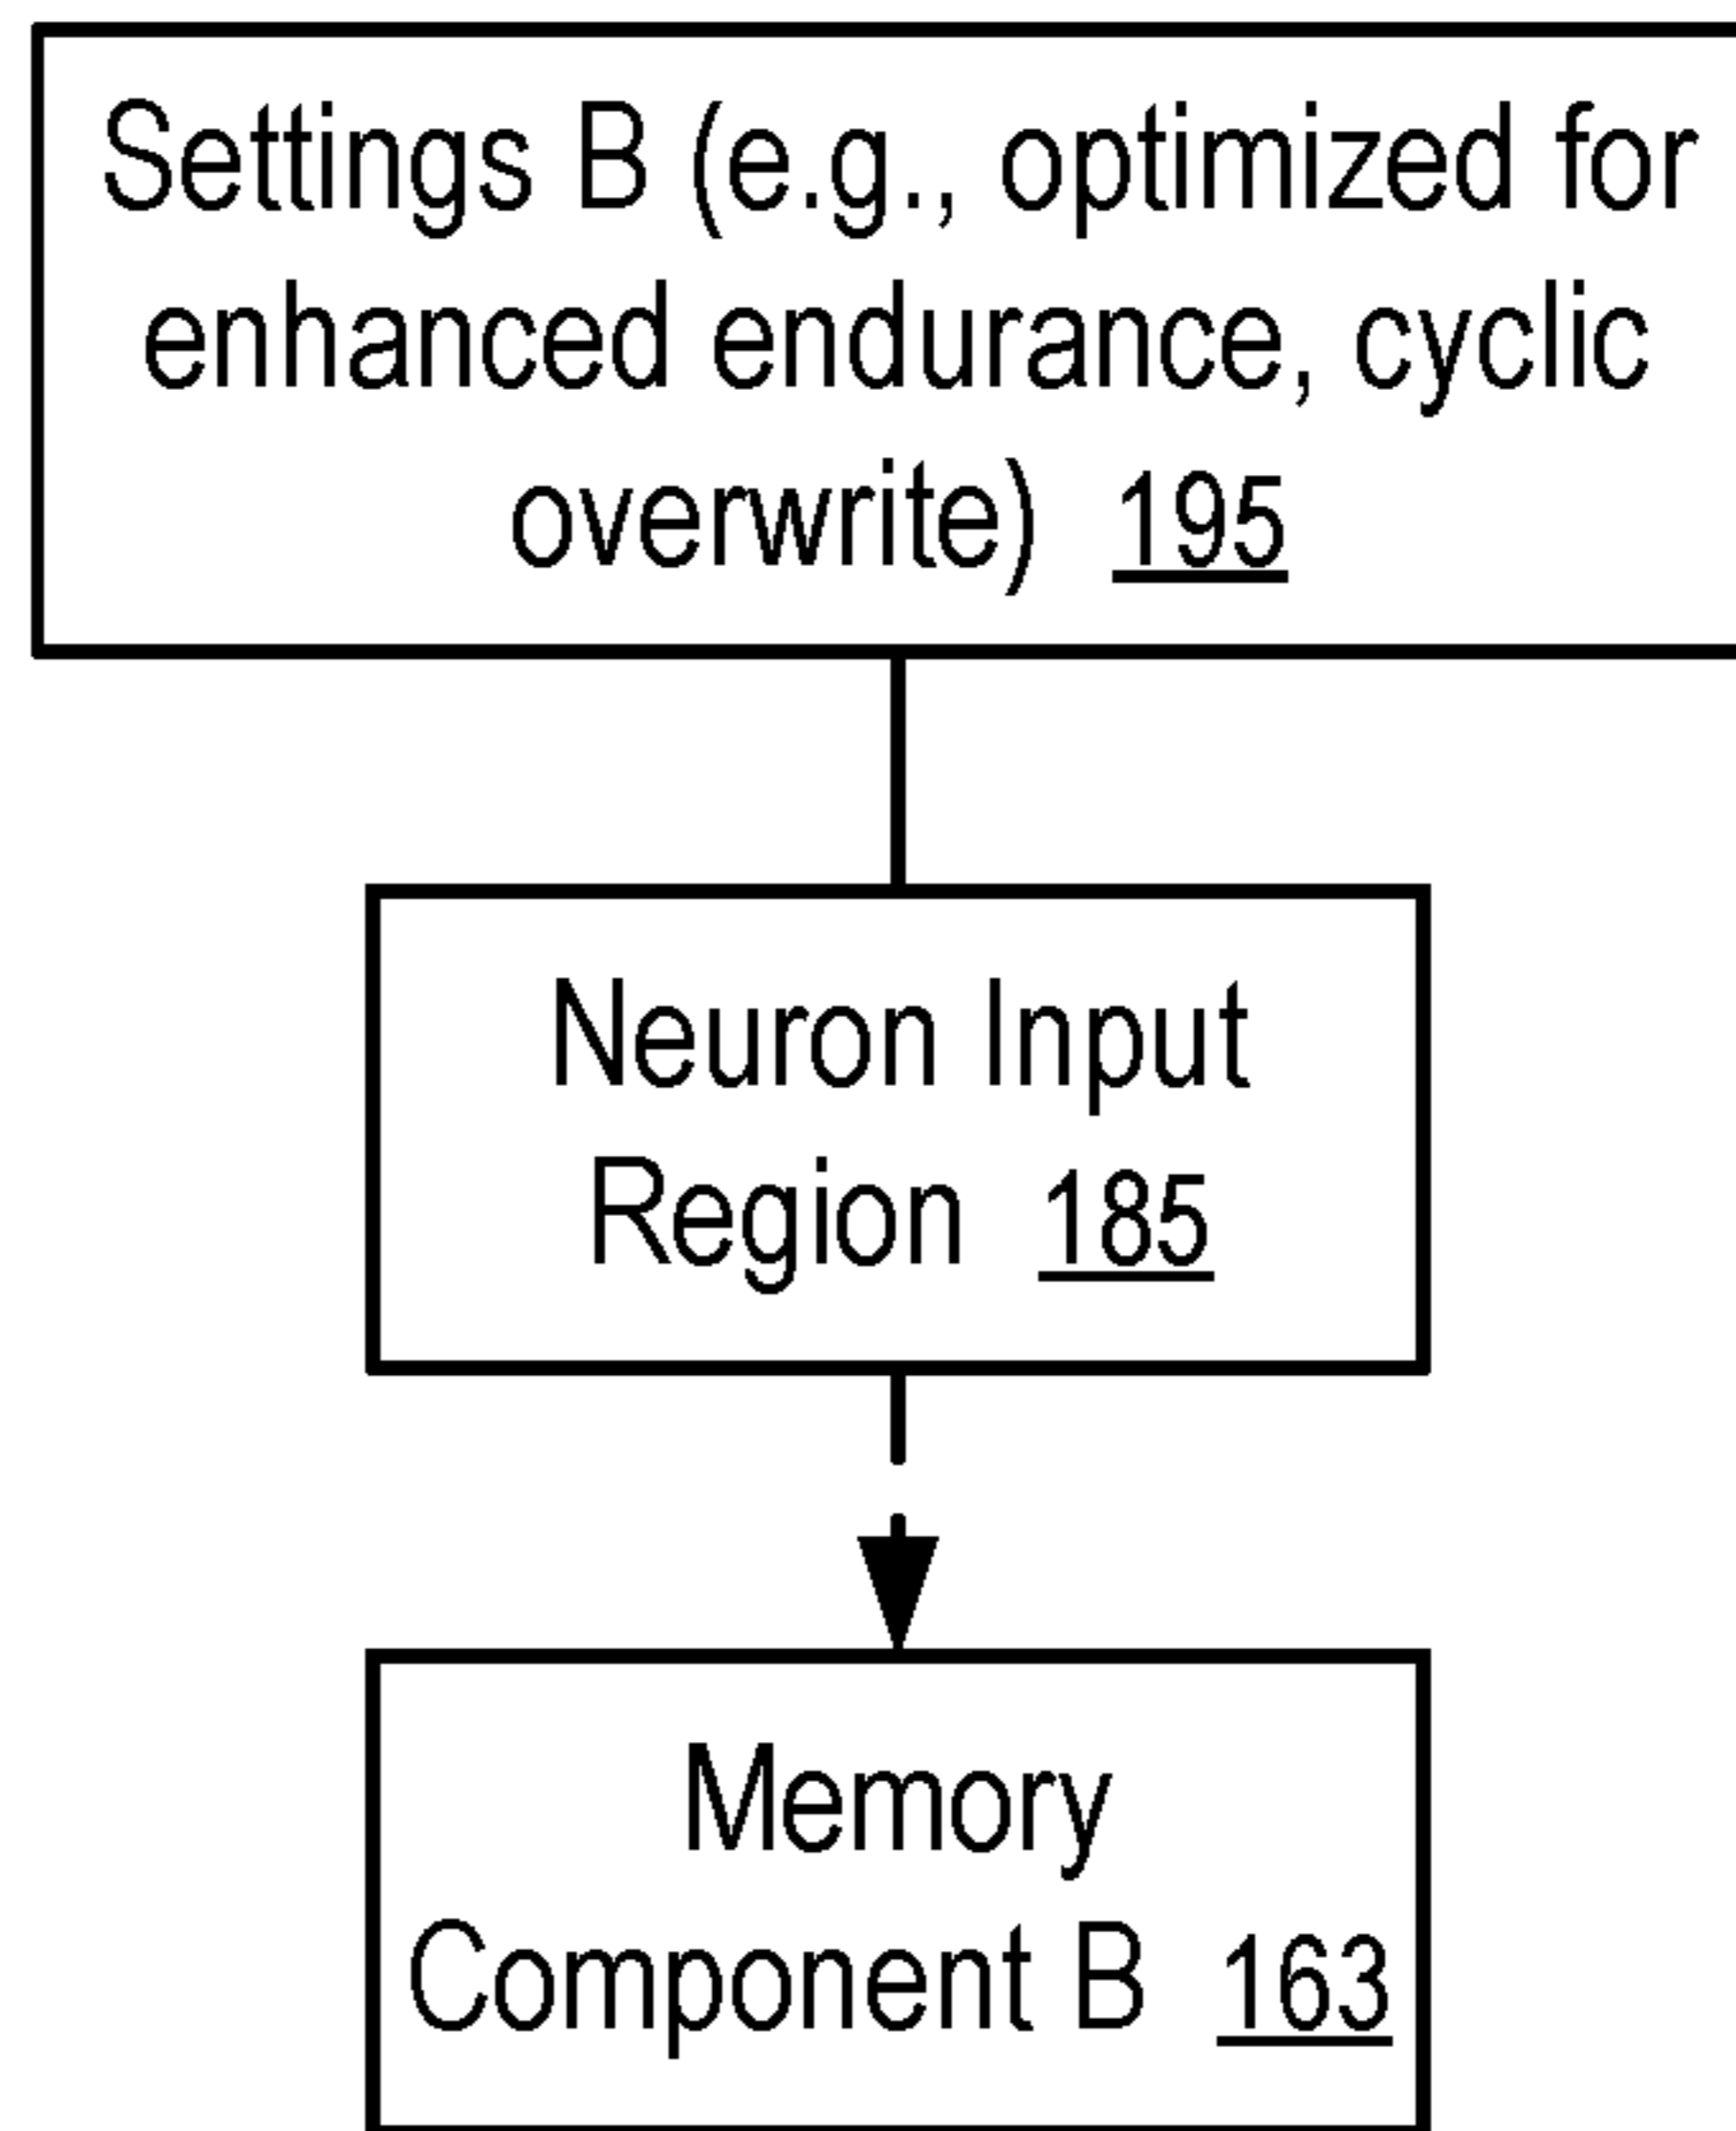 Settings B (e.g., optimized for
enhanced endurance, cyclic
overwrite) 195
Neuron Input
Region 185
Memory
Component B 163